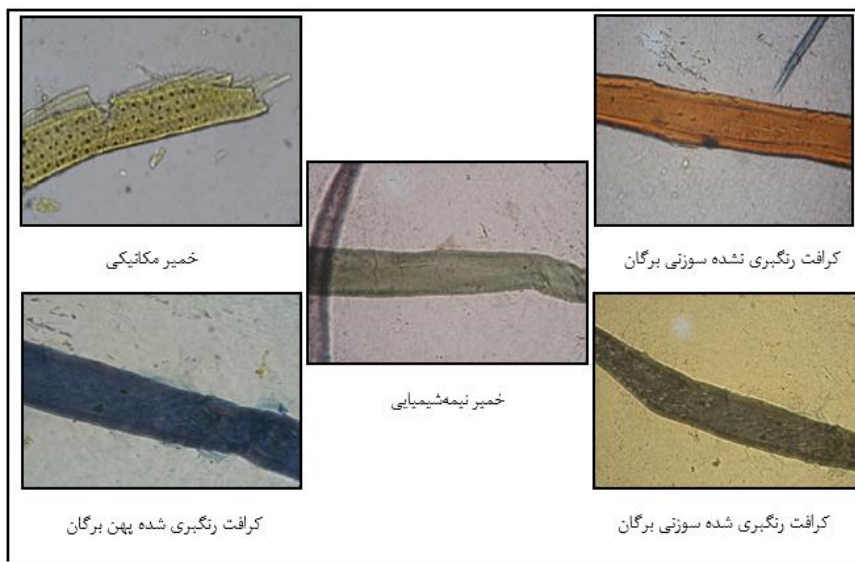 خمیر مکانیکی
کرافت رنگبری نشده سوزنی برگان
خمیر نیمه‌شیمیایی
کرافت رنگبری شده پهن برگان
کرافت رنگبری شده سوزنی برگان